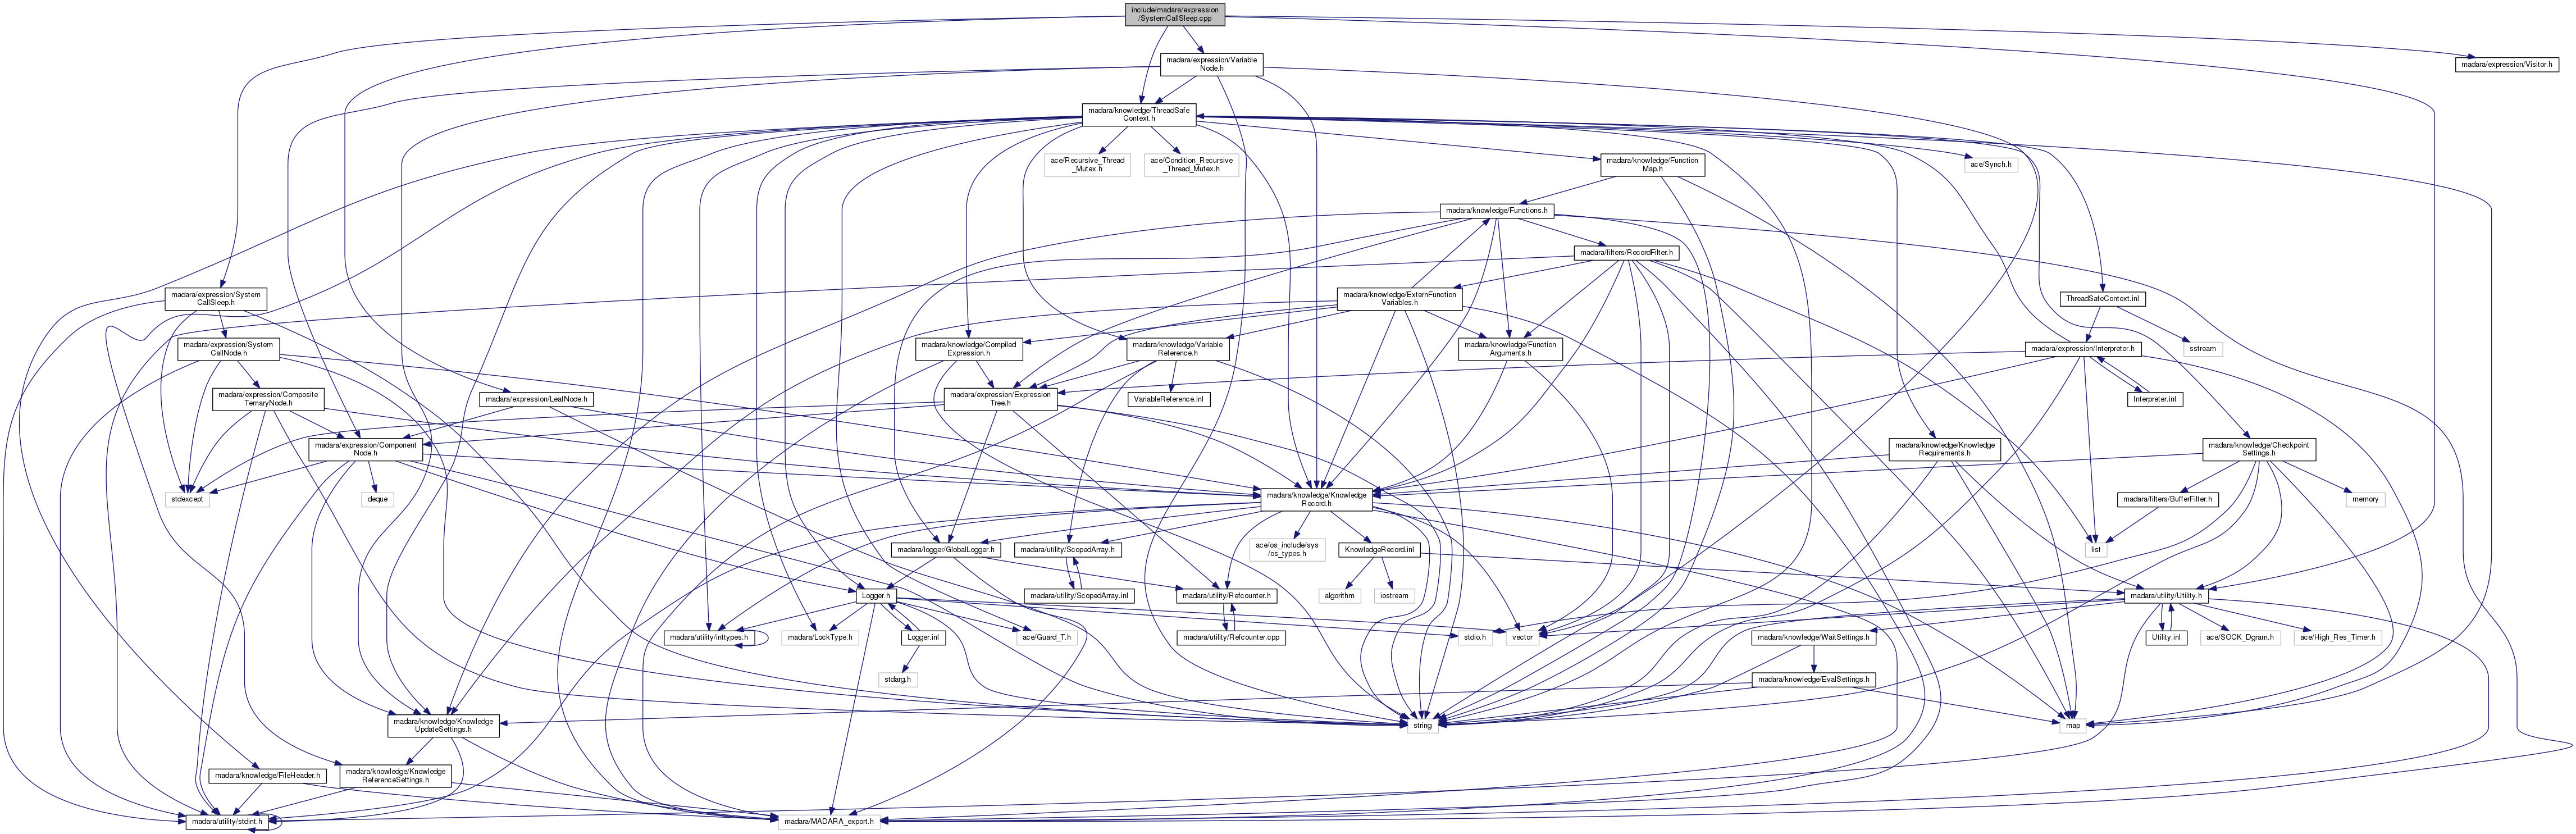 include/madara/expression
/SystemCallSleep.cpp
madara/expression/Variable
Node.h
madara/expression/Visitor.h
madara/knowledge/ThreadSafe
Context.h
ace/Recursive_Thread
_Mutex.h
ace/Condition_Recursive
_Thread_Mutex.h
madara/knowledge/Function
Map.h
ace/Synch.h
madara/knowledge/Functions.h
madara/filters/RecordFilter.h
madara/expression/System
CallSleep.h
madara/knowledge/ExternFunction
Variables.h
ThreadSafeContext.inl
madara/expression/System
CallNode.h
madara/knowledge/Compiled
Expression.h
madara/knowledge/Variable
Reference.h
madara/knowledge/Function
Arguments.h
madara/expression/Interpreter.h
sstream
madara/expression/Composite
TernaryNode.h
madara/expression/LeafNode.h
madara/expression/Expression
Tree.h
VariableReference.inl
Interpreter.inl
madara/expression/Component
Node.h
madara/knowledge/Knowledge
Requirements.h
madara/knowledge/Checkpoint
Settings.h
stdexcept
deque
madara/knowledge/Knowledge
Record.h
madara/filters/BufferFilter.h
memory
madara/logger/GlobalLogger.h
madara/utility/ScopedArray.h
ace/os_include/sys
/os_types.h
KnowledgeRecord.inl
list
Logger.h
madara/utility/ScopedArray.inl
madara/utility/Refcounter.h
algorithm
iostream
madara/utility/Utility.h
madara/utility/inttypes.h
madara/LockType.h
Logger.inl
ace/Guard_T.h
madara/utility/Refcounter.cpp
stdio.h
vector
madara/knowledge/WaitSettings.h
Utility.inl
ace/SOCK_Dgram.h
ace/High_Res_Timer.h
stdarg.h
madara/knowledge/EvalSettings.h
madara/knowledge/Knowledge
UpdateSettings.h
string
map
madara/knowledge/FileHeader.h
madara/knowledge/Knowledge
ReferenceSettings.h
madara/utility/stdint.h
madara/MADARA_export.h